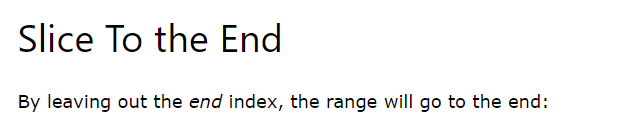 Slice To the End
By leaving out the end index, the range will go to the end: